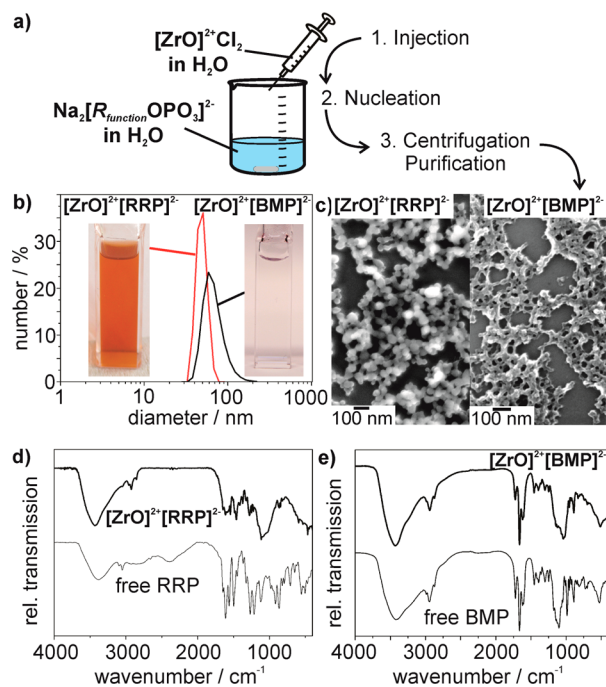 a)
[ZrO]²⁺Cl₂
in H₂O
Na₂[R_functionOPO₃]²⁻
in H₂O
1. Injection
2. Nucleation
3. Centrifugation
Purification
b)
[ZrO]²⁺[RRP]²⁻
[ZrO]²⁺[BMP]²⁻
number / %
30
20
10
0
1
10
100
1000
diameter / nm
c)
[ZrO]²⁺[RRP]²⁻
[ZrO]²⁺[BMP]²⁻
100 nm
100 nm
d)
[ZrO]²⁺[RRP]²⁻
free RRP
rel. transmission
4000
3000
2000
1000
wavenumber / cm⁻¹
e)
[ZrO]²⁺[BMP]²⁻
free BMP
rel. transmission
4000
3000
2000
1000
wavenumber / cm⁻¹